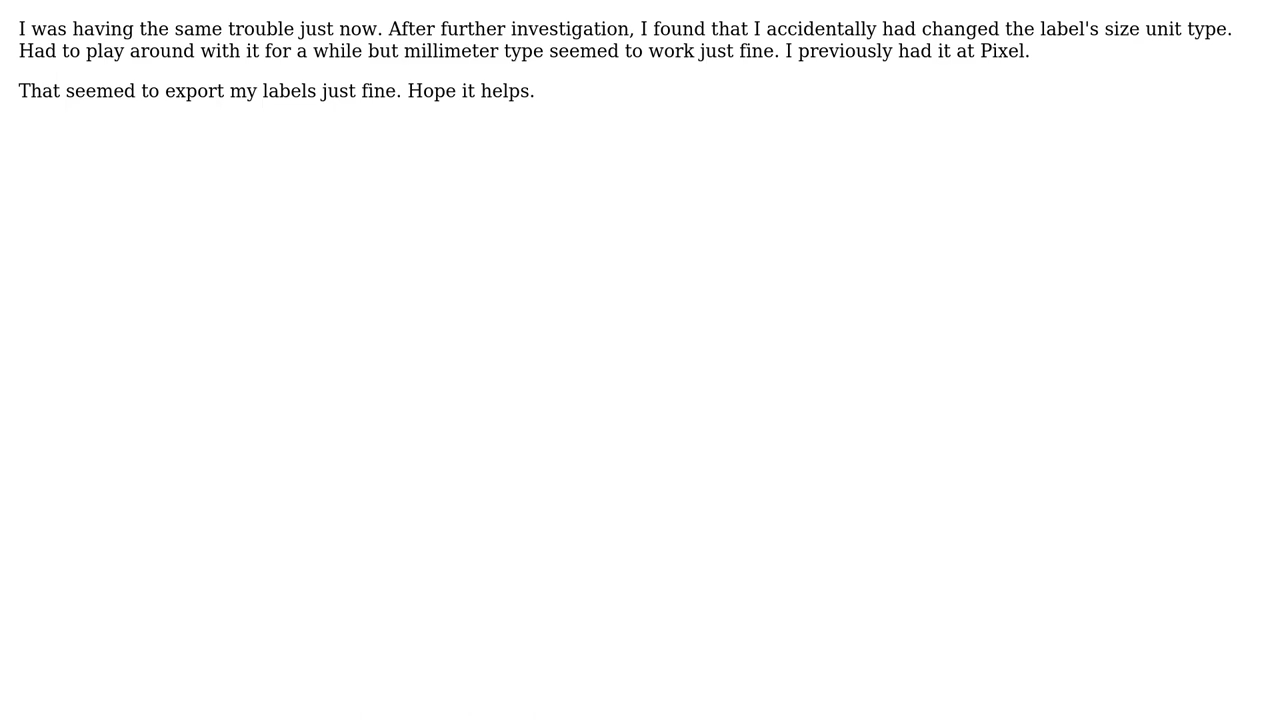 I was having the same trouble just now. After further investigation, I found that I accidentally had changed the label's size unit type.
Had to play around with it for a while but millimeter type seemed to work just fine. I previously had it at Pixel.
That seemed to export my labels just fine. Hope it helps.